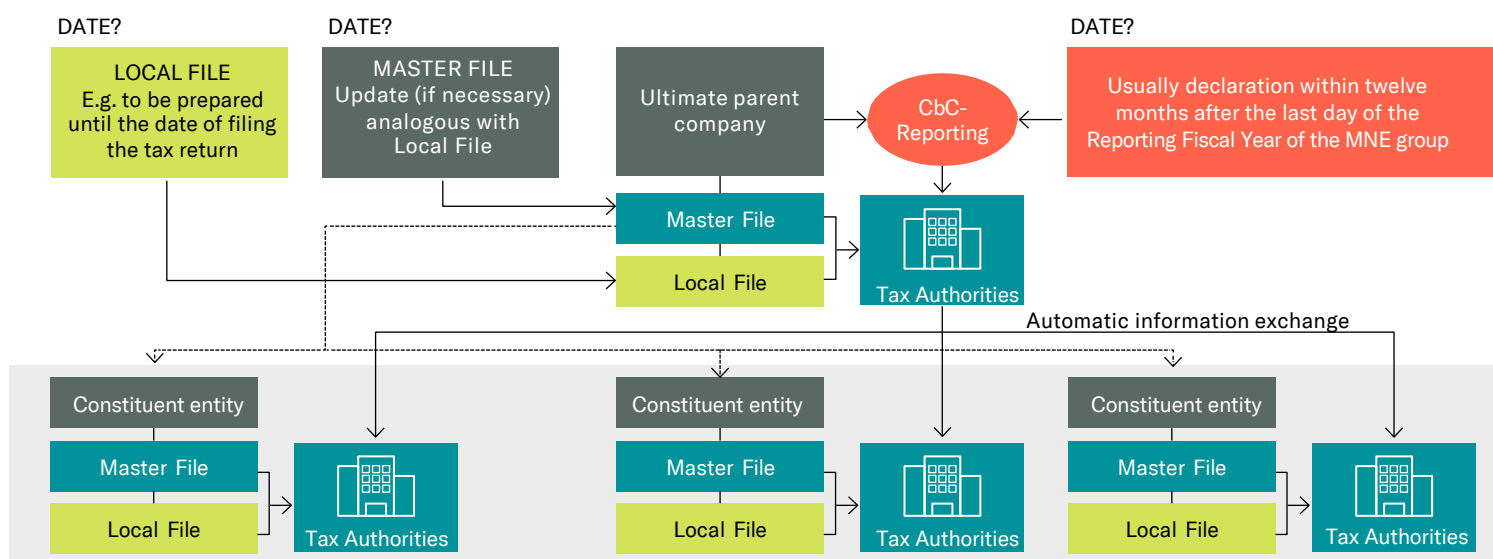 DATE?
LOCAL FILE
E.g. to be prepared
until the date of filing
the tax return
DATE?
MASTER FILE
Update (if necessary)
analogous with
Local File
Ultimate parent
company
CbC-
Reporting
DATE?
Usually declaration within twelve
months after the last day of the
Reporting Fiscal Year of the MNE group
Master File
Local File
Tax Authorities
Automatic information exchange
Constituent entity
Master File
Local File
Tax Authorities
Constituent entity
Master File
Local File
Tax Authorities
Constituent entity
Master File
Local File
Tax Authorities